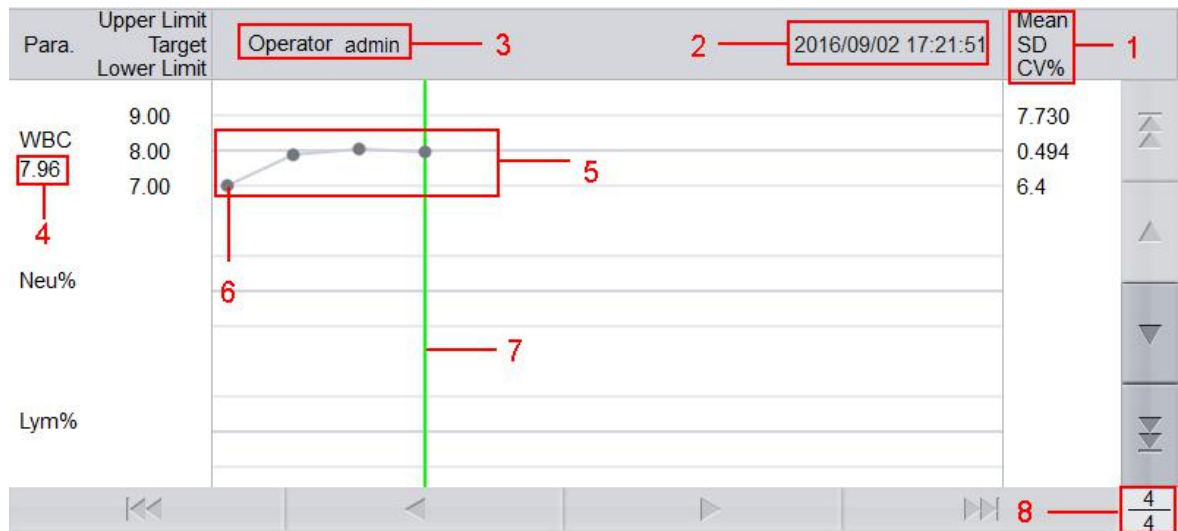 Para.
Upper Limit
Target
Lower Limit
Operator admin
3
2
2016/09/02 17:21:51
Mean
SD
CV%
1
WBC
7.96
4
9.00
8.00
7.00
5
6
7.730
0.494
6.4
Neu%
7
Lym%
8
4
4